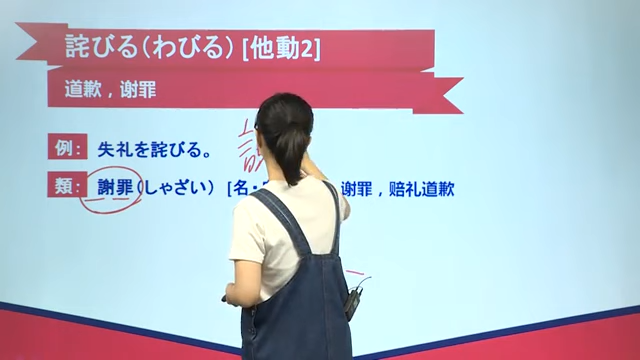 詫びる（わびる）[他動2]
道歉，谢罪
例： 失礼を詫びる。
類： 謝罪（しゃざい） [名・ 谢罪，赔礼道歉